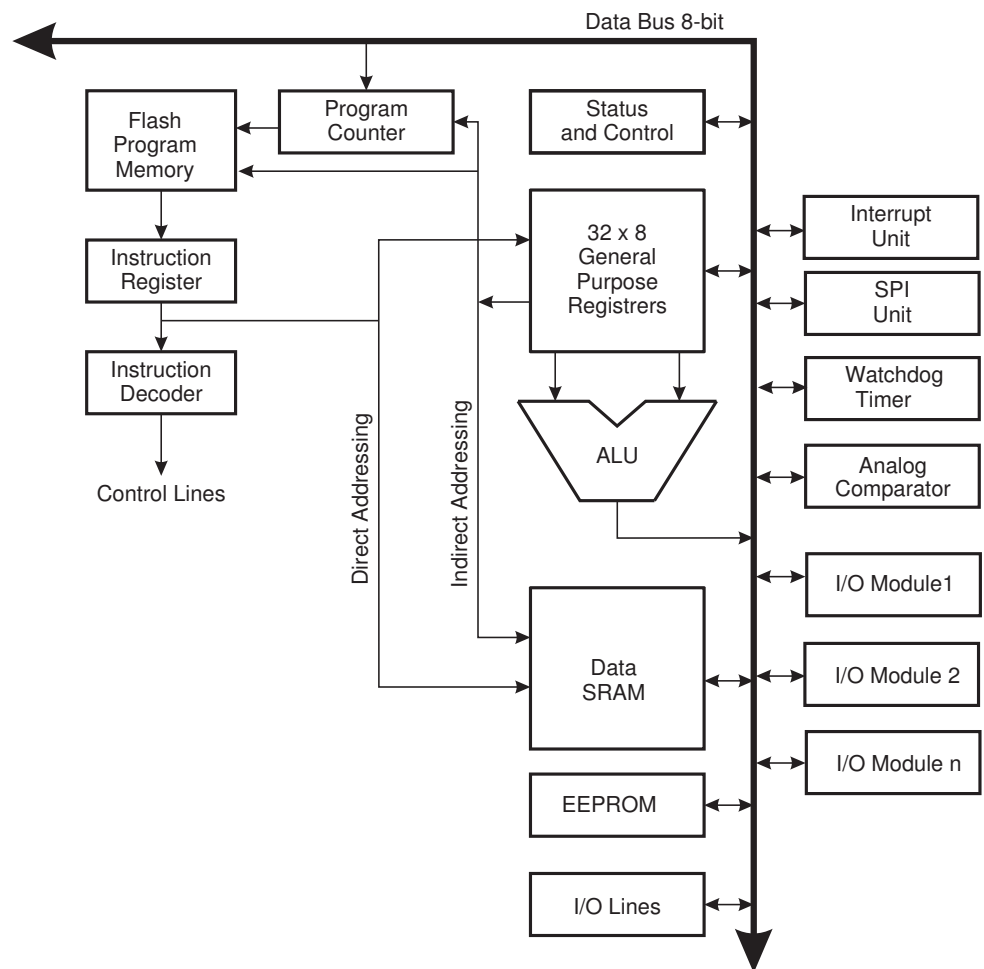 Data Bus 8-bit
Flash
Program
Memory
Program
Counter
Status
and Control
32 x 8
General
Purpose
Registrers
Interrupt
Unit
Instruction
Register
SPI
Unit
Instruction
Decoder
Watchdog
Timer
ALU
Analog
Comparator
Control Lines
Direct Addressing
Indirect Addressing
I/O Module1
Data
SRAM
I/O Module 2
I/O Module n
EEPROM
I/O Lines